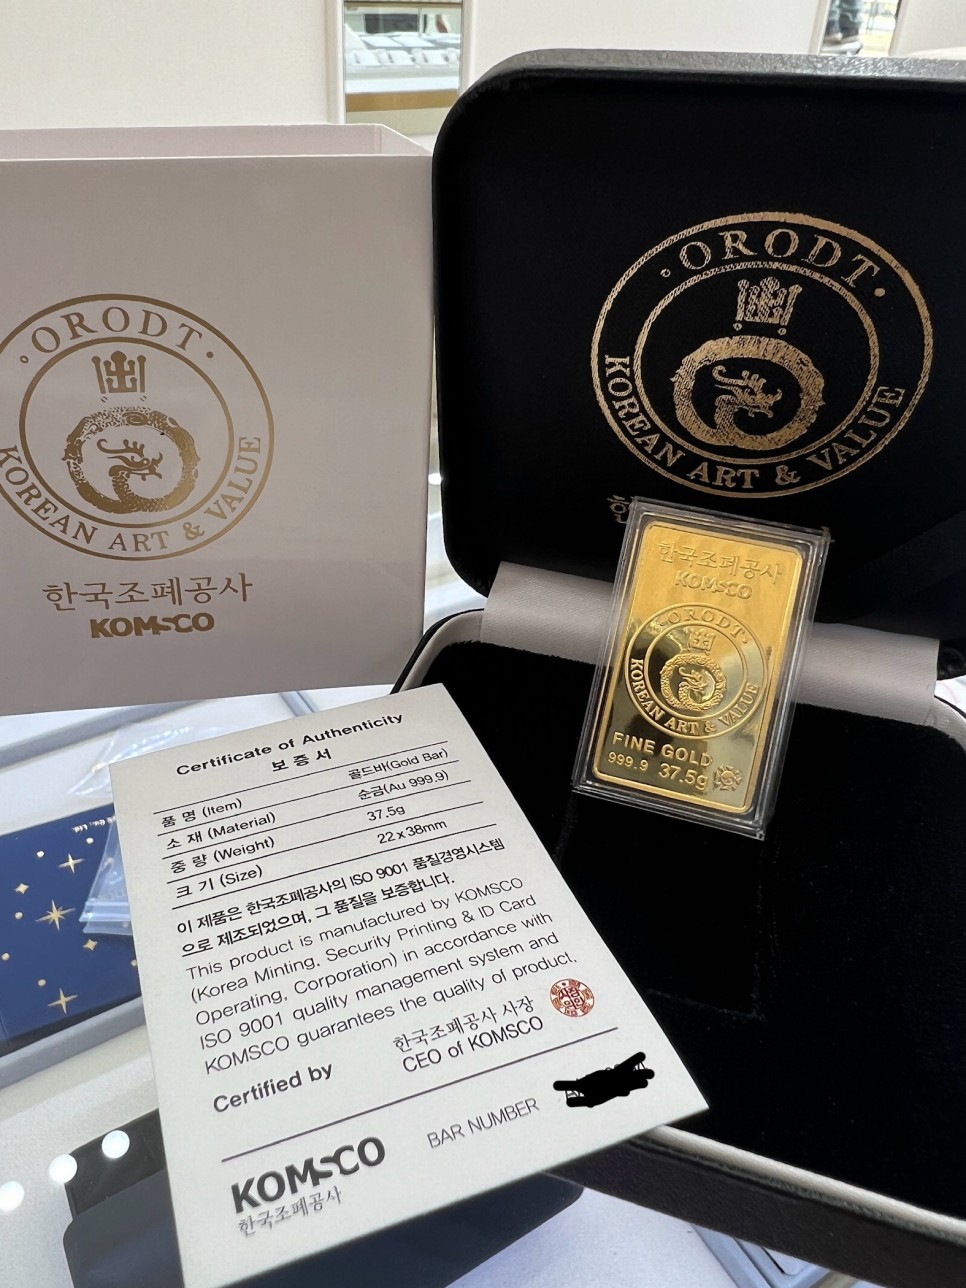 ORODT
KOREAN ART & VALUE
한국조폐공사
KOMSCO
ORODT
KOREAN ART & VALUE
한국조폐공사
KOMSCO
ORODT
KOREAN ART & VALUE
FINE GOLD
999.9 37.5g
Certificate of Authenticity
보증서
품 명 (Item) 골드바(Gold Bar)
소 재 (Material) 순금(Au 999.9)
중 량 (Weight) 37.5g
크 기 (Size) 22x38mm
이 제품은 한국조폐공사의 ISO 9001 품질경영시스템
으로 제조되었으며, 그 품질을 보증합니다.
This product is manufactured by KOMSCO
(Korea Minting, Security Printing & ID Card
Operating, Corporation) in accordance with
ISO 9001 quality management system and
KOMSCO guarantees the quality of product.
한국조폐공사 사장
Certified by CEO of KOMSCO
BAR NUMBER
KOMSCO
한국조폐공사